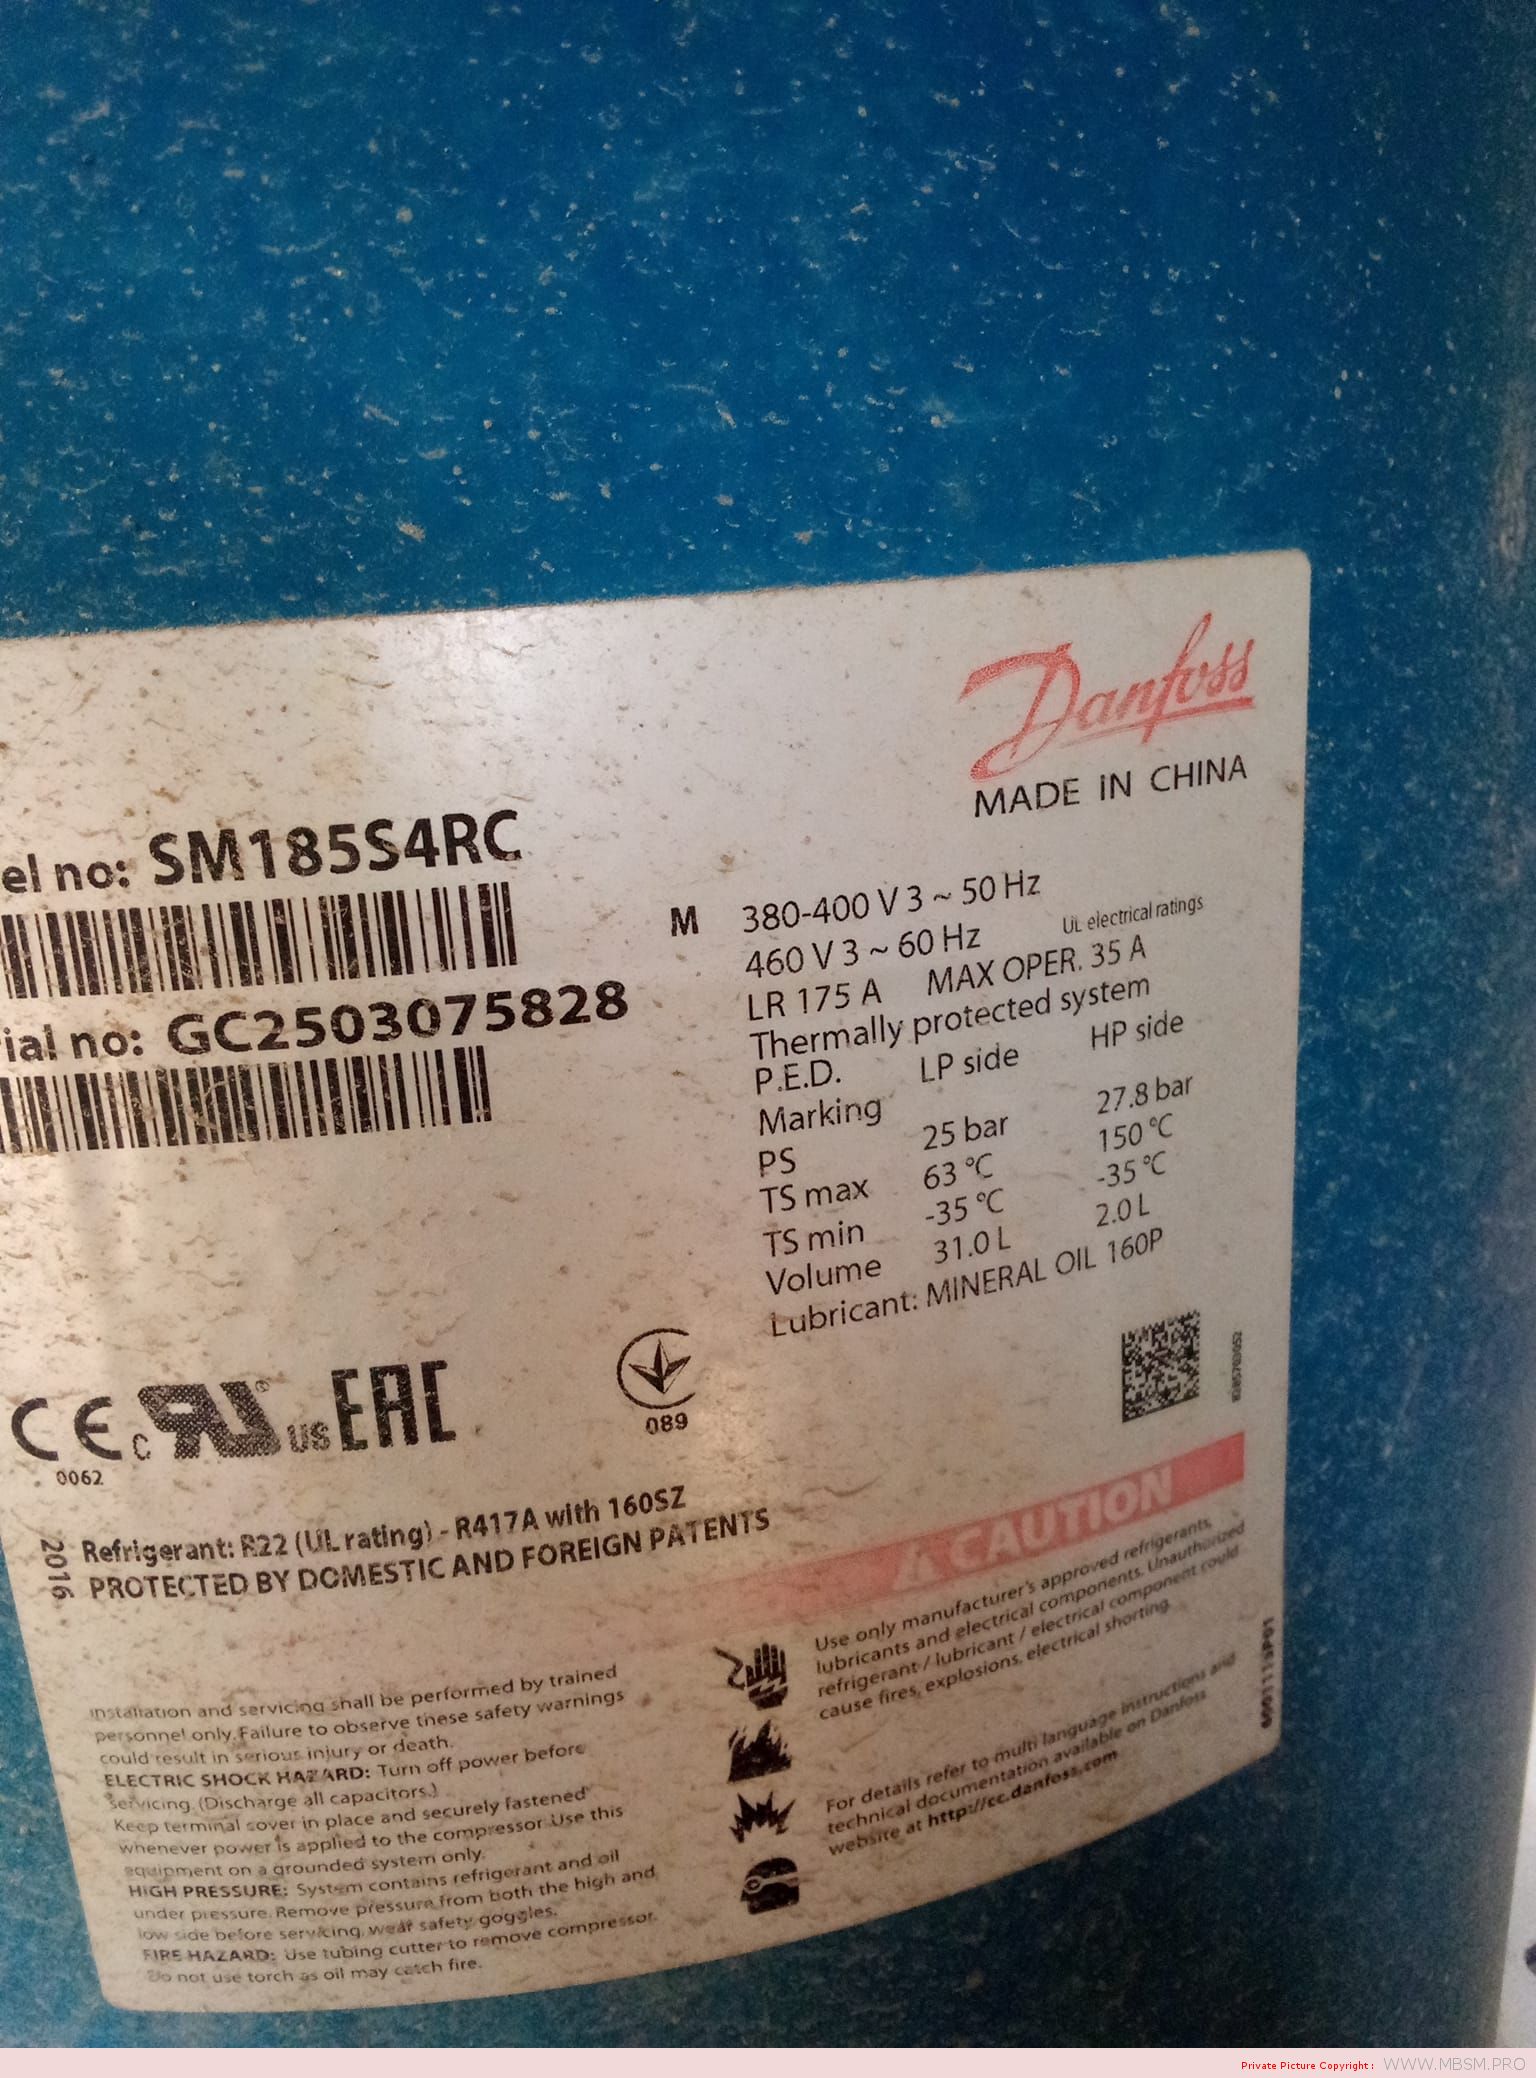 Danfoss
MADE IN CHINA
el no: SM185S4RC
ial no: GC2503075828
M 380-400 V 3 ~ 50 Hz
460 V 3 ~ 60 Hz UL electrical ratings
LR 175 A MAX OPER. 35 A
Thermally protected system
P.E.D. LP side HP side
Marking
PS 25 bar 27.8 bar
TS max 63 °C 150 °C
TS min -35 °C -35 °C
Volume 31.0 L 2.0 L
Lubricant: MINERAL OIL 160P
CE
0062
C US
EAC
089
2016
Refrigerant: R22 (UL rating) - R417A with 160SZ
PROTECTED BY DOMESTIC AND FOREIGN PATENTS
CAUTION
Installation and servicing shall be performed by trained
personnel only. Failure to observe these safety warnings
could result in serious injury or death.
ELECTRIC SHOCK HAZARD: Turn off power before
servicing. (Discharge all capacitors.)
Keep terminal cover in place and securely fastened
whenever power is applied to the compressor. Use this
equipment on a grounded system only.
HIGH PRESSURE: System contains refrigerant and oil
under pressure. Remove pressure from both the high and
low side before servicing, wear safety goggles.
FIRE HAZARD: Use tubing cutter to remove compressor.
Do not use torch as oil may catch fire.
Use only manufacturer's approved refrigerants,
lubricants and electrical components. Unauthorized
refrigerant / lubricant / electrical component could
cause fires, explosions, electrical shorting.
For details refer to multi language instructions and
technical documentation available on Danfoss
website at http://cc.danfoss.com
Private Picture Copyright : WWW.MBSM.PRO